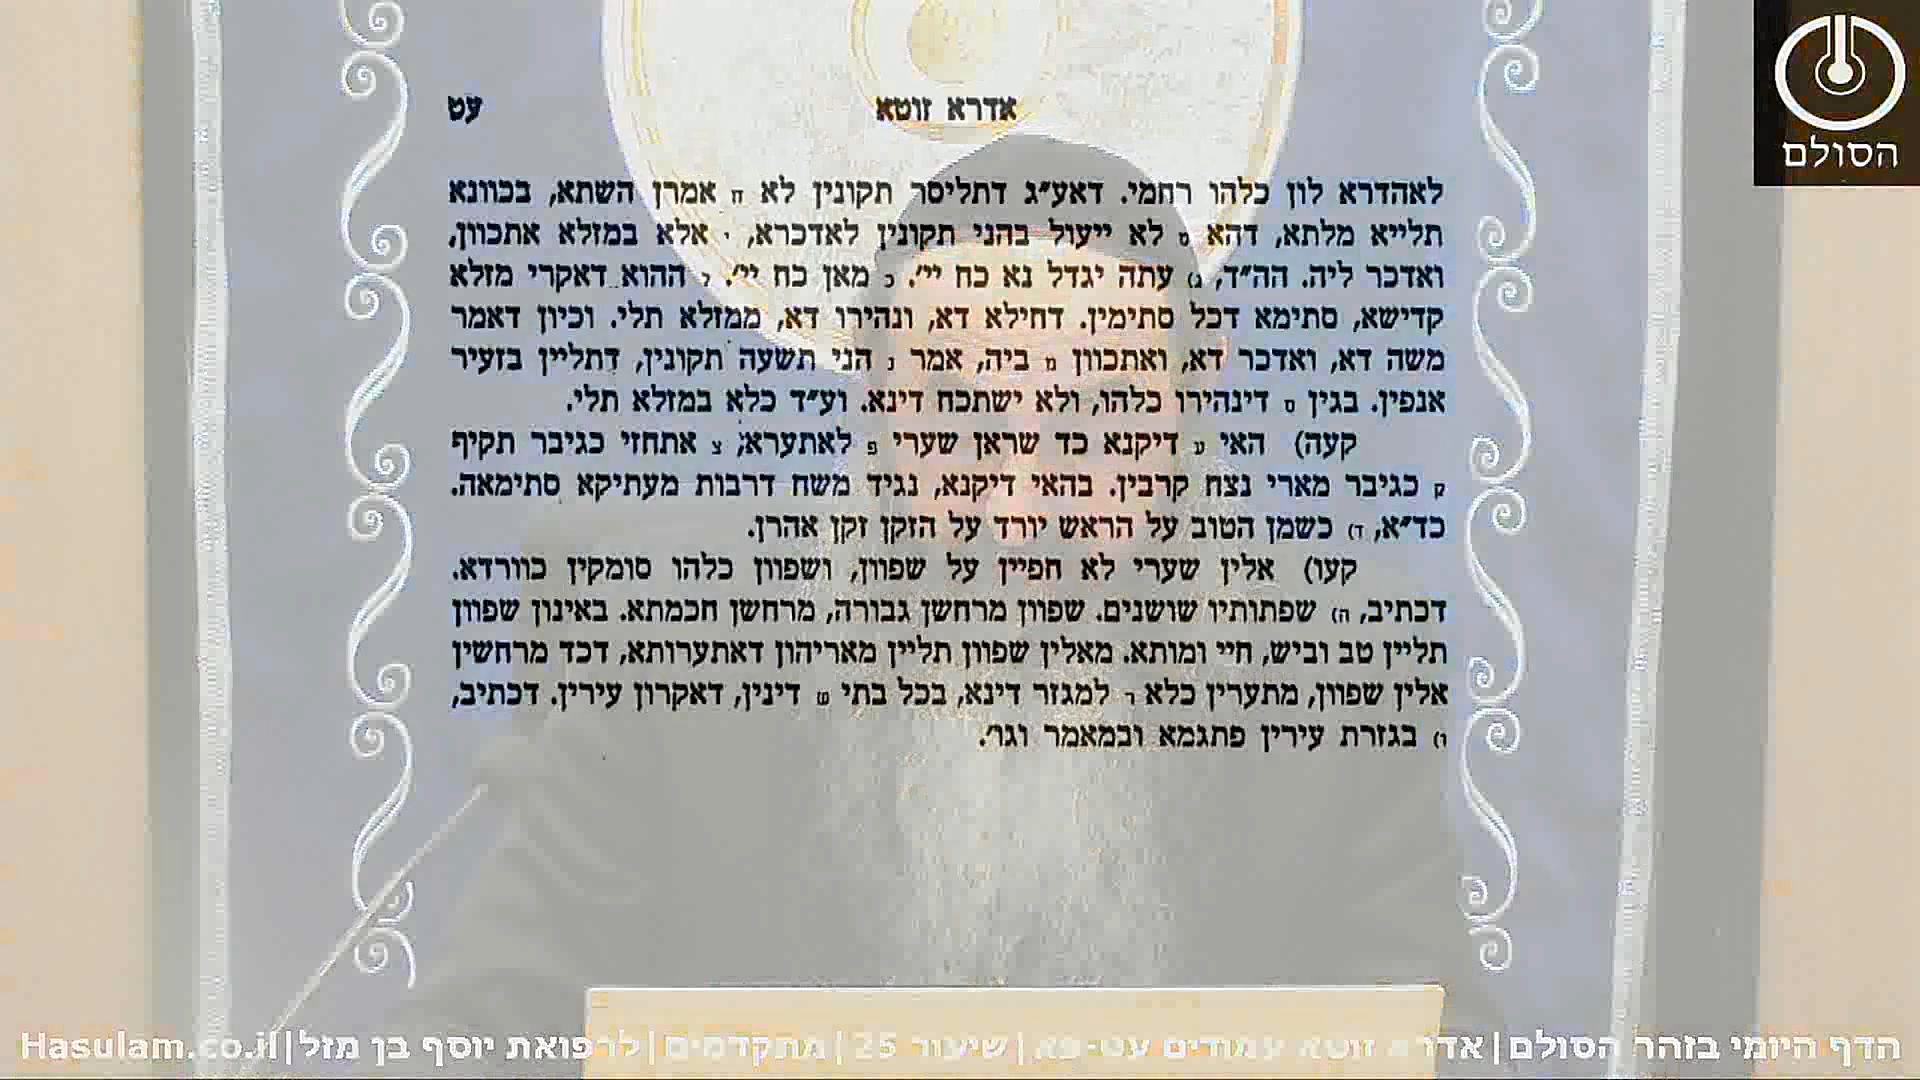 אדרא זוטא עט
הסולם
לאהדרא לון כלהו רחמי. דאע״ג דתליסר תקונין לא ח אמרן השתא, בכוונא
תלייא מלתא, דהא ט לא ייעול בהני תקונין לאדכרא, י אלא במזלא אתכוון,
ואדכר ליה. הה״ד, ג) עתה יגדל נא כח יי׳. כ מאן כח יי׳. ל ההוא דאקרי מזלא
קדישא, סתימא דכל סתימין. דחילא דא, ונהירו דא, ממזלא תלי. וכיון דאמר
משה דא, ואדכר דא, ואתכוון מ ביה, אמר נ הני תשעה תקונין, דתליין בזעיר
אנפין. בגין ס דינהירו כלהו, ולא ישתכח דינא. וע״ד כלא במזלא תלי.
קעה) האי ע דיקנא כד שראן שערי פ לאתערא, צ אתחזי כגיבר תקיף
ק כגיבר מארי נצח קרבין. בהאי דיקנא, נגיד משח דרבות מעתיקא סתימאה.
כד״א, ד) כשמן הטוב על הראש יורד על הזקן זקן אהרן.
קעו) אלין שערי לא חפיין על שפוון, ושפוון כלהו סומקין כוורדא.
דכתיב, ה) שפתותיו שושנים. שפוון מרחשן גבורה, מרחשן חכמתא. באינון שפוון
תליין טב וביש, חיי ומותא. מאלין שפוון תליין מאריהון דאתערותא, דכד מרחשין
אלין שפוון, מתערין כלא ר למגזר דינא, בכל בתי ש דינין, דאקרון עירין. דכתיב,
ו) בגזרת עירין פתגמא ובמאמר וגו׳.
הדף היומי בזהר הסולם|אדרא זוטא עמודים עט-פא|שיעור 25|מתקדמים|לרפואת יוסף בן מזל|Hasulam.co.il